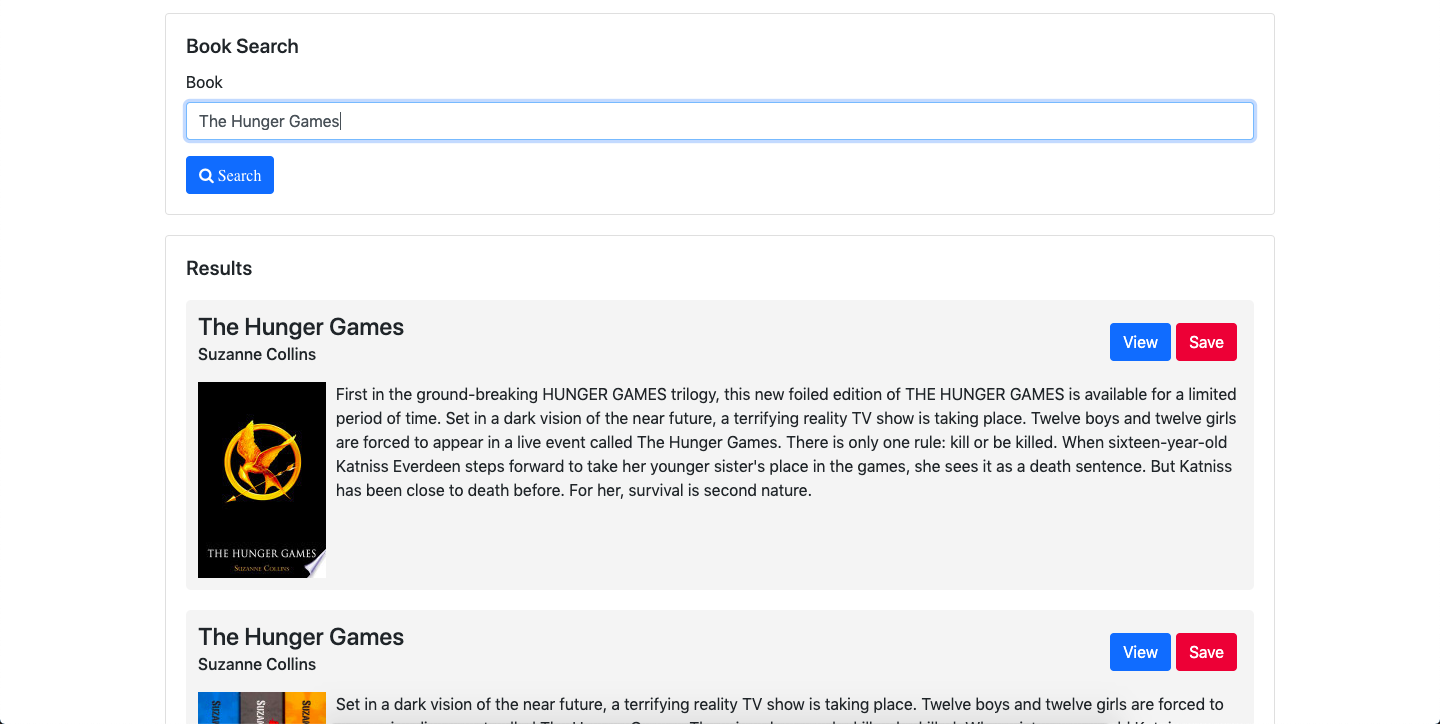 Book Search
Book
The Hunger Games
Search
Results
The Hunger Games
Suzanne Collins
View
Save
First in the ground-breaking HUNGER GAMES trilogy, this new foiled edition of THE HUNGER GAMES is available for a limited
period of time. Set in a dark vision of the near future, a terrifying reality TV show is taking place. Twelve boys and twelve girls
are forced to appear in a live event called The Hunger Games. There is only one rule: kill or be killed. When sixteen-year-old
Katniss Everdeen steps forward to take her younger sister's place in the games, she sees it as a death sentence. But Katniss
has been close to death before. For her, survival is second nature.
THE HUNGER GAMES
SUZANNE COLLINS
The Hunger Games
Suzanne Collins
View
Save
Set in a dark vision of the near future, a terrifying reality TV show is taking place. Twelve boys and twelve girls are forced to